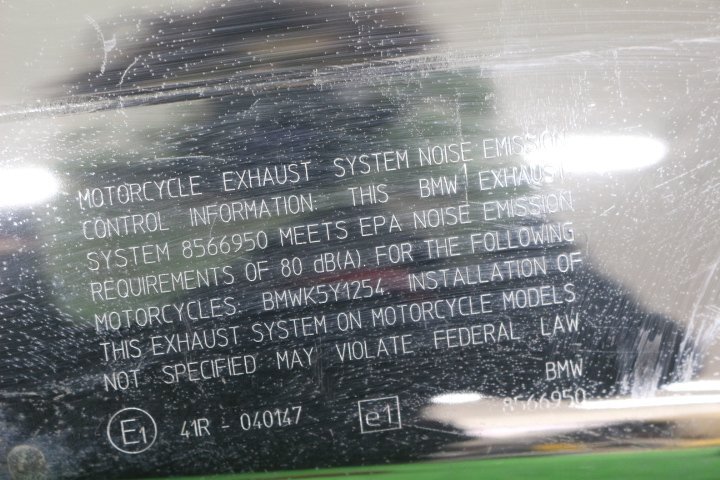 MOTORCYCLE EXHAUST SYSTEM NOISE EMISSION
CONTROL INFORMATION: THIS BMW EXHAUST
SYSTEM 8566950 MEETS EPA NOISE EMISSION
REQUIREMENTS OF 80 dB(A). FOR THE FOLLOWING
MOTORCYCLES. BMWK5Y1254. INSTALLATION OF
THIS EXHAUST SYSTEM ON MOTORCYCLE MODELS
NOT SPECIFIED MAY VIOLATE FEDERAL LAW
BMW
E1 41R - 040147 e1 8566950